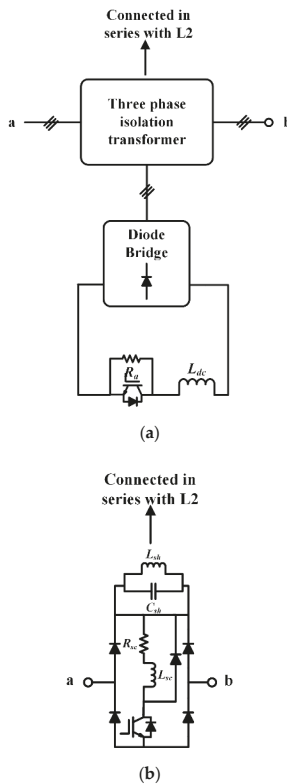 Connected in
series with L2
Three phase
isolation
transformer
a
b
Diode
Bridge
Ra
Ldc
(a)
Connected in
series with L2
Lsh
Csh
Rsc
Lsc
a
b
(b)